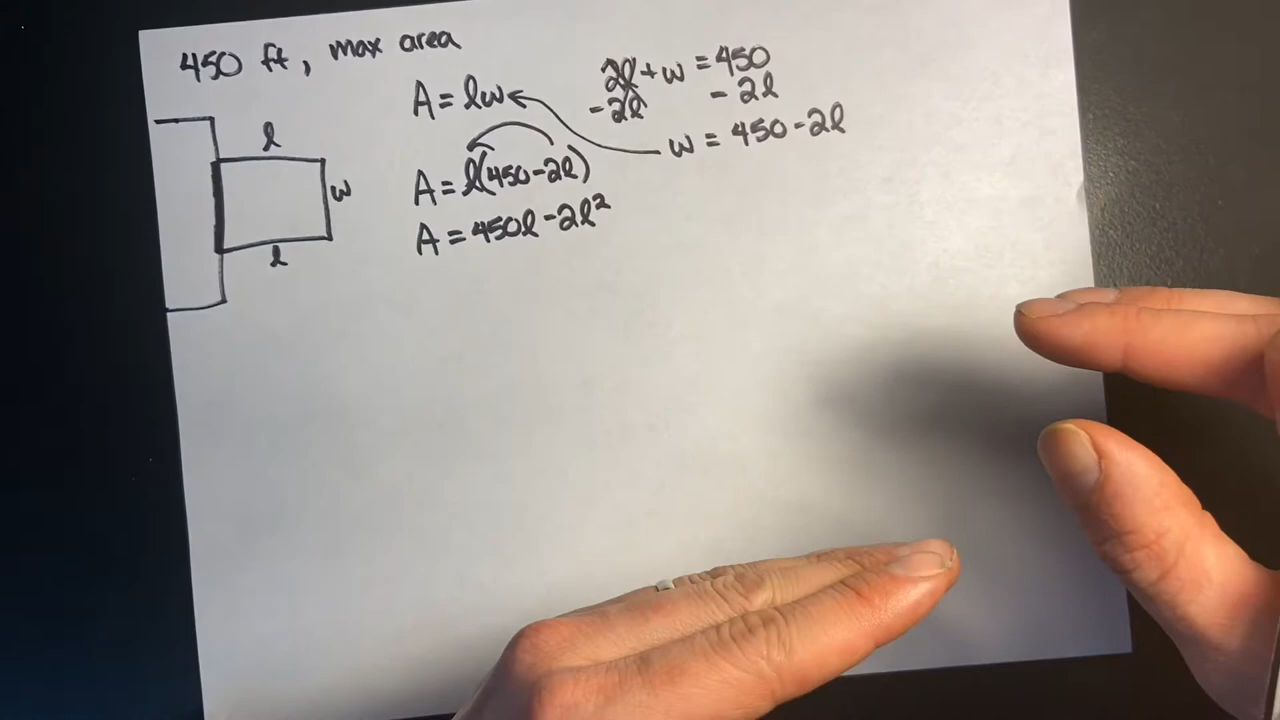 450 ft, max area
l
w
l
A = lw
A = l(450-2l)
A = 450l - 2l²
2l + w = 450
-2l - 2l
w = 450 - 2l